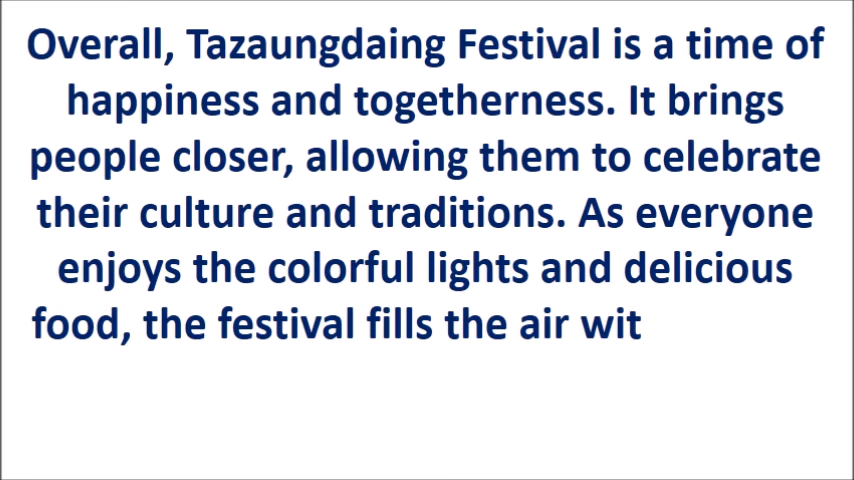 Overall, Tazaungdaing Festival is a time of
happiness and togetherness. It brings
people closer, allowing them to celebrate
their culture and traditions. As everyone
enjoys the colorful lights and delicious
food, the festival fills the air wit